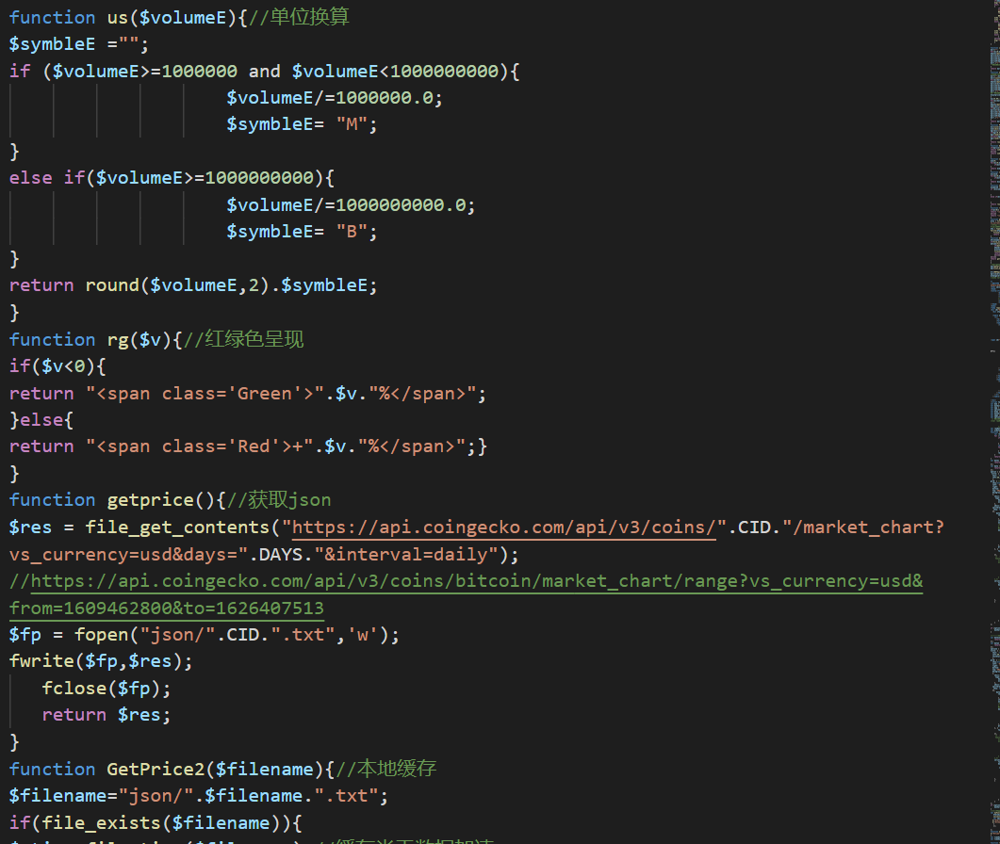 function us($volumeE){//单位换算
$symbleE ="";
if ($volumeE>=1000000 and $volumeE<1000000000){
$volumeE/=1000000.0;
$symbleE= "M";
}
else if($volumeE>=1000000000){
$volumeE/=1000000000.0;
$symbleE= "B";
}
return round($volumeE,2).$symbleE;
}
function rg($v){//红绿色呈现
if($v<0){
return "<span class='Green'>".$v."%</span>";
}else{
return "<span class='Red'>+".$v."%</span>";}
}
function getprice(){//获取json
$res = file_get_contents("https://api.coingecko.com/api/v3/coins/".CID."/market_chart?
vs_currency=usd&days=".DAYS."&interval=daily");
//https://api.coingecko.com/api/v3/coins/bitcoin/market_chart/range?vs_currency=usd&
from=1609462800&to=1626407513
$fp = fopen("json/".CID.".txt",'w');
fwrite($fp,$res);
fclose($fp);
return $res;
}
function GetPrice2($filename){//本地缓存
$filename="json/".$filename.".txt";
if(file_exists($filename)){